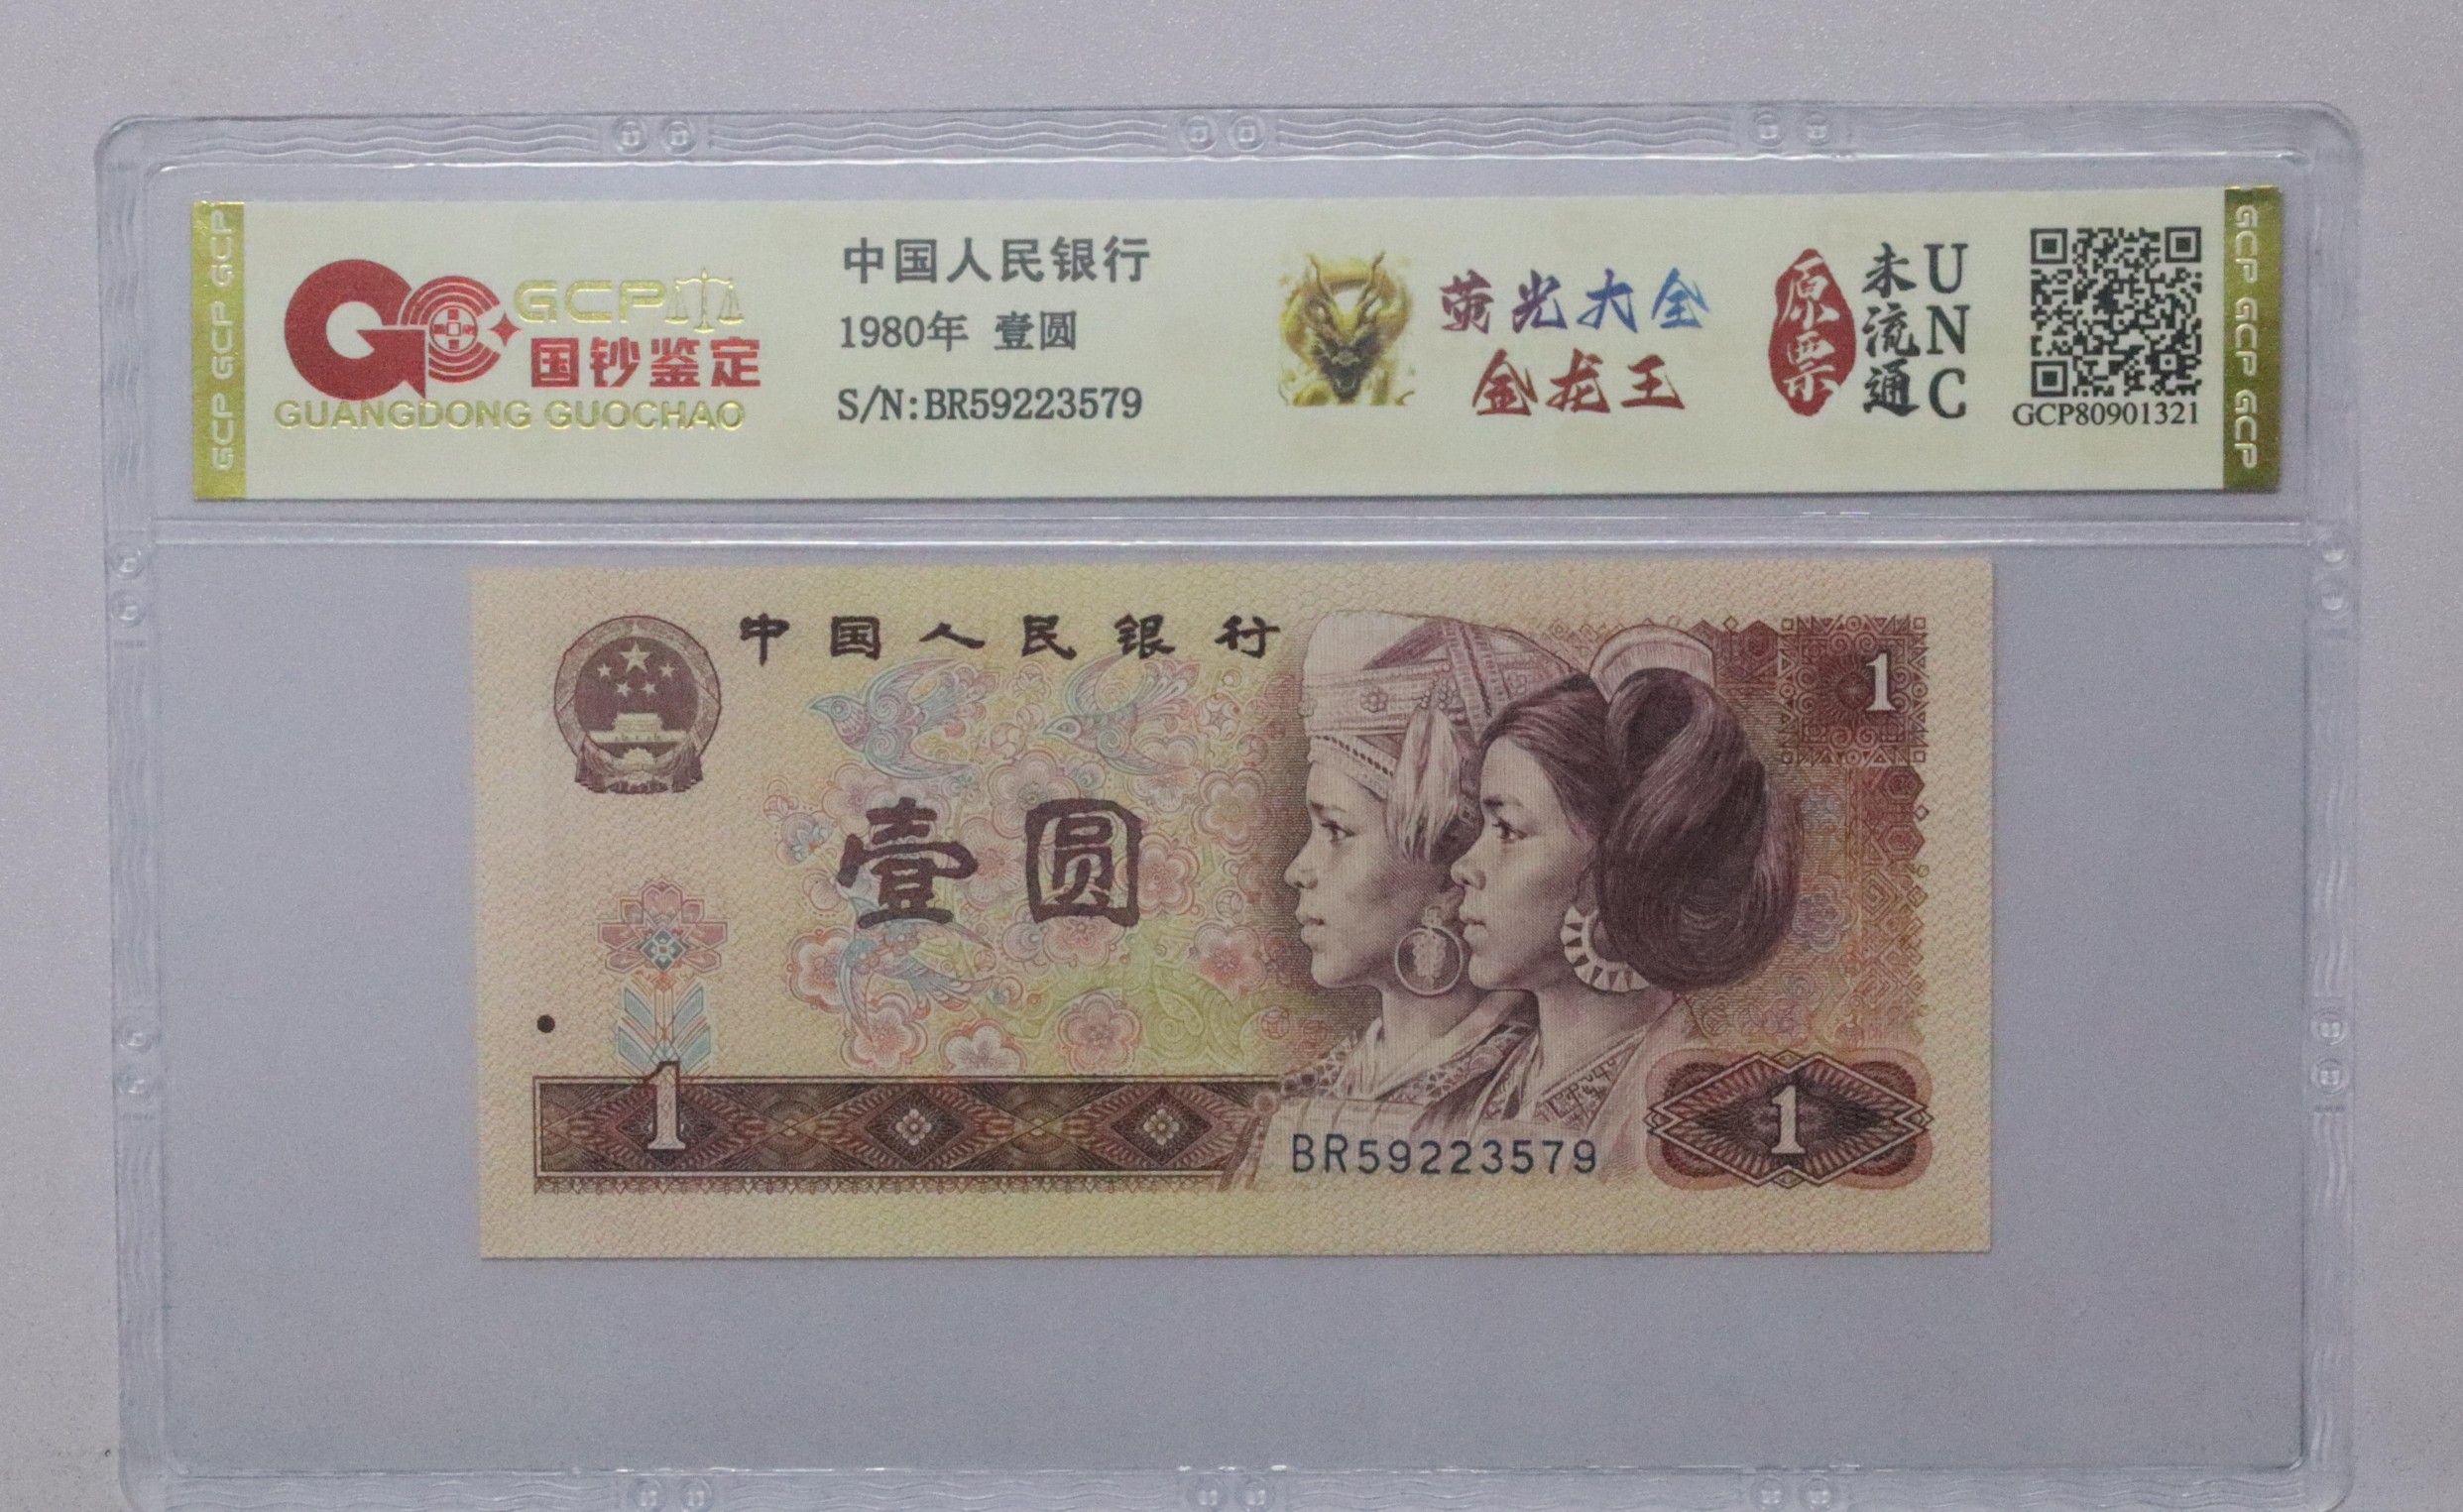 GCP GCP GCP
GCP
国钞鉴定
GUANGDONG GUOCHAO
中国人民银行
1980年 壹圆
S/N:BR59223579
荧光大全
金龙王
原票
未流通
UNC
GCP80901321
GCP GCP GCP
中国人民银行
1
壹圆
1
BR59223579
1